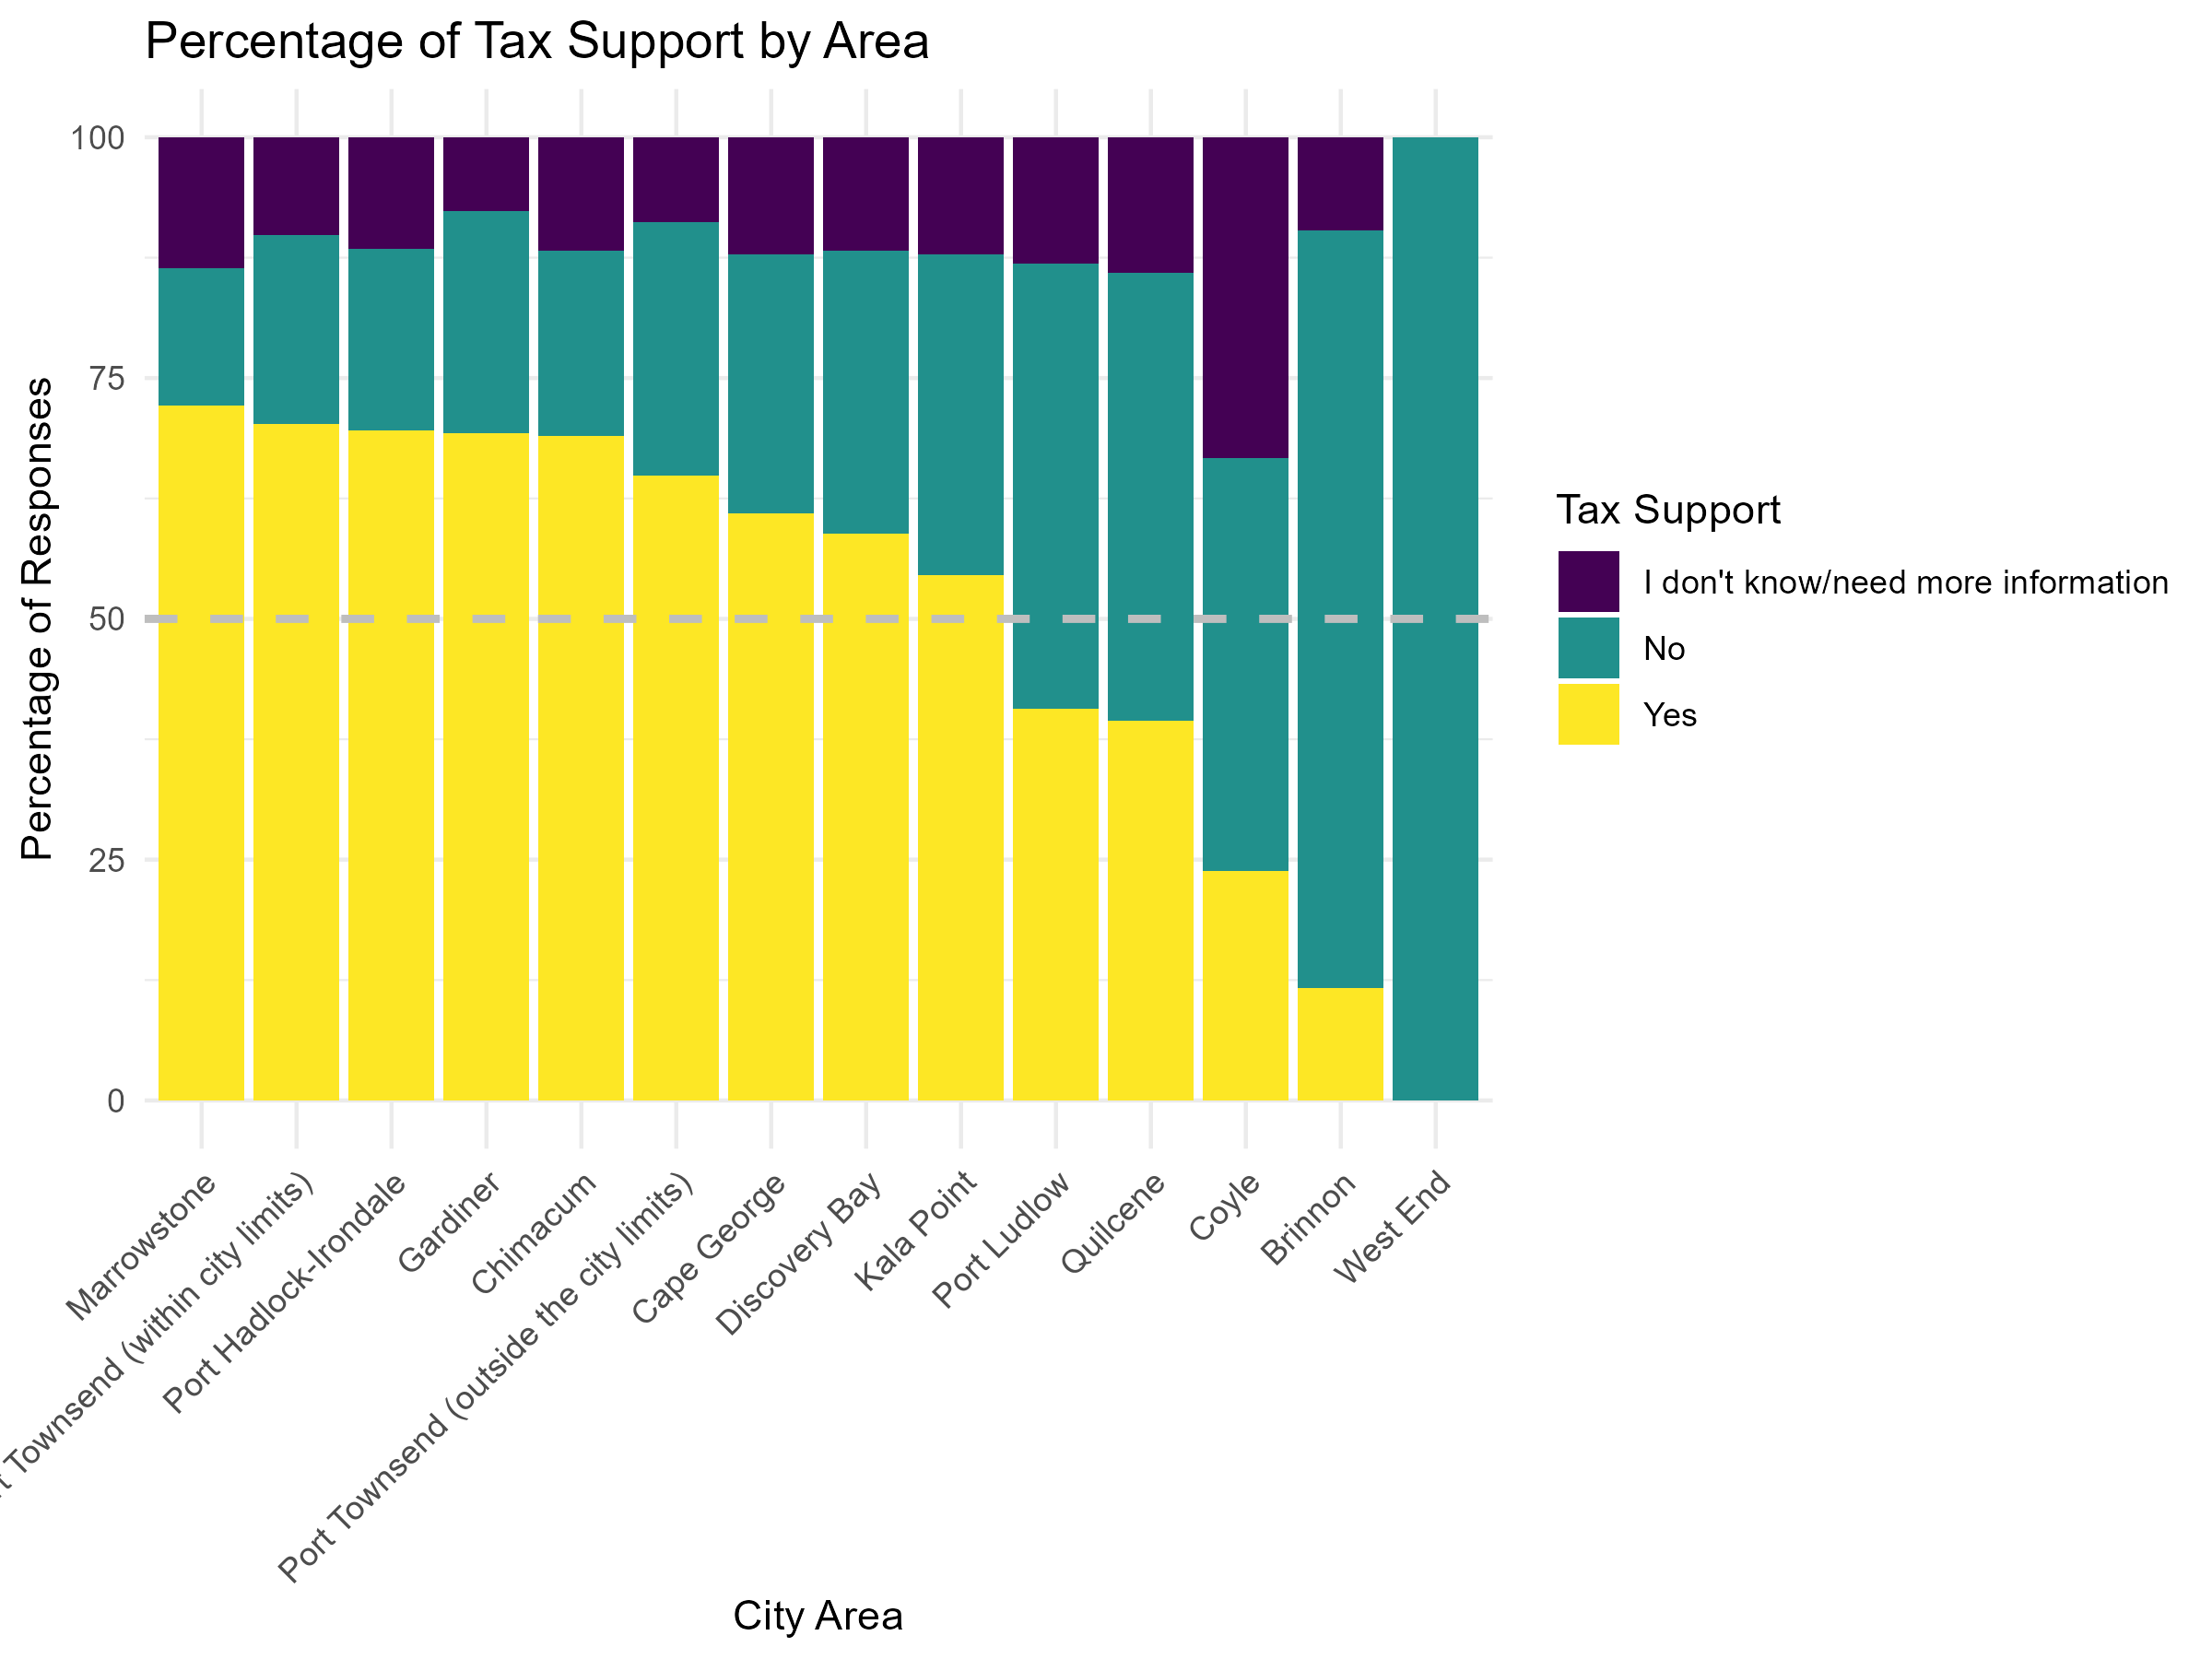 Percentage of Tax Support by Area
Percentage of Responses
100
75
50
25
0
Marrowstone
Townsend (within city limits)
Port Hadlock-Irondale
Gardiner
Chimacum
Port Townsend (outside the city limits)
Cape George
Discovery Bay
Kala Point
Port Ludlow
Quilcene
Coyle
Brinnon
West End
City Area
Tax Support
I don't know/need more information
No
Yes